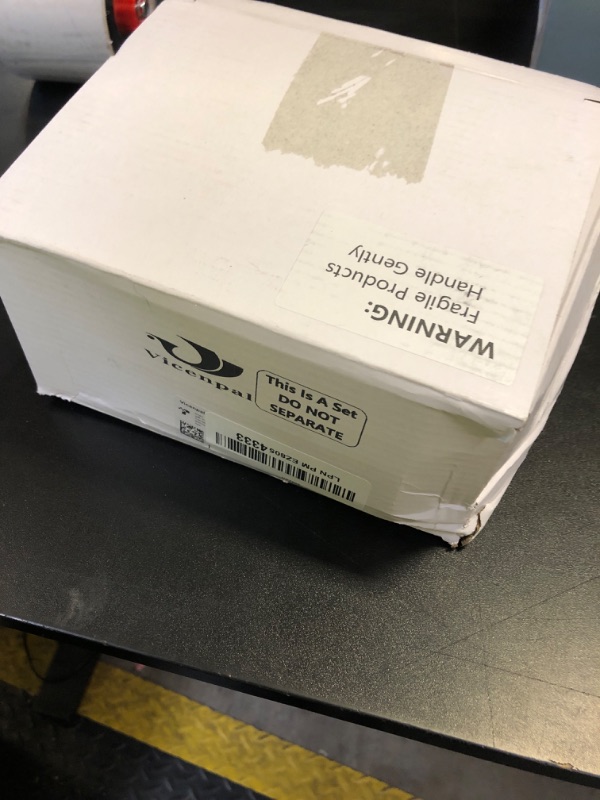 WARNING:
Fragile Products
Handle Gently
Vicenpal
This Is A Set
DO NOT
SEPARATE